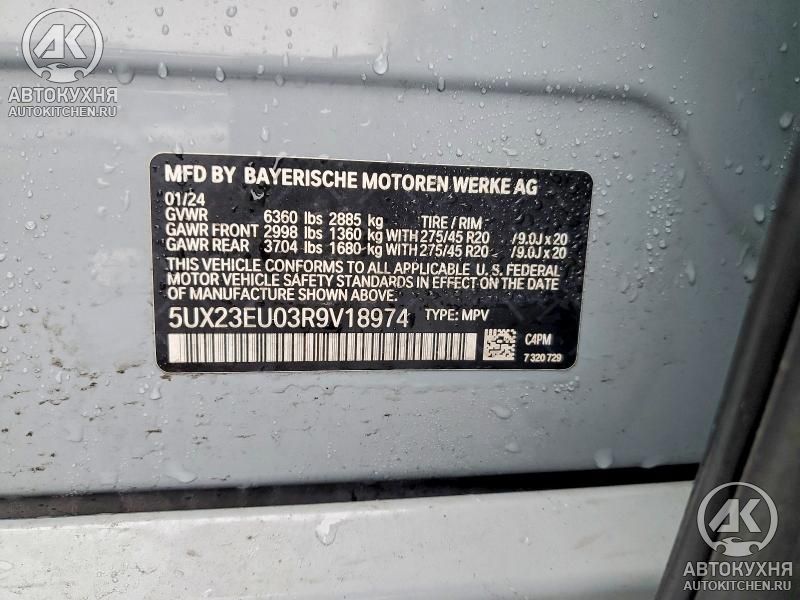 АК
АВТОКУХНЯ
AUTOKITCHEN.RU
MFD BY BAYERISCHE MOTOREN WERKE AG
01/24
GVWR 6360 lbs 2885 kg TIRE / RIM
GAWR FRONT 2998 lbs 1360 kg WITH 275/45 R20 / 9.0J x 20
GAWR REAR 3704 lbs 1680 kg WITH 275/45 R20 / 9.0J x 20
THIS VEHICLE CONFORMS TO ALL APPLICABLE U. S. FEDERAL
MOTOR VEHICLE SAFETY STANDARDS IN EFFECT ON THE DATE
OF MANUFACTURE SHOWN ABOVE.
5UX23EU03R9V18974 TYPE: MPV
C4PM
7 320 729
АК
АВТОКУХНЯ
AUTOKITCHEN.RU